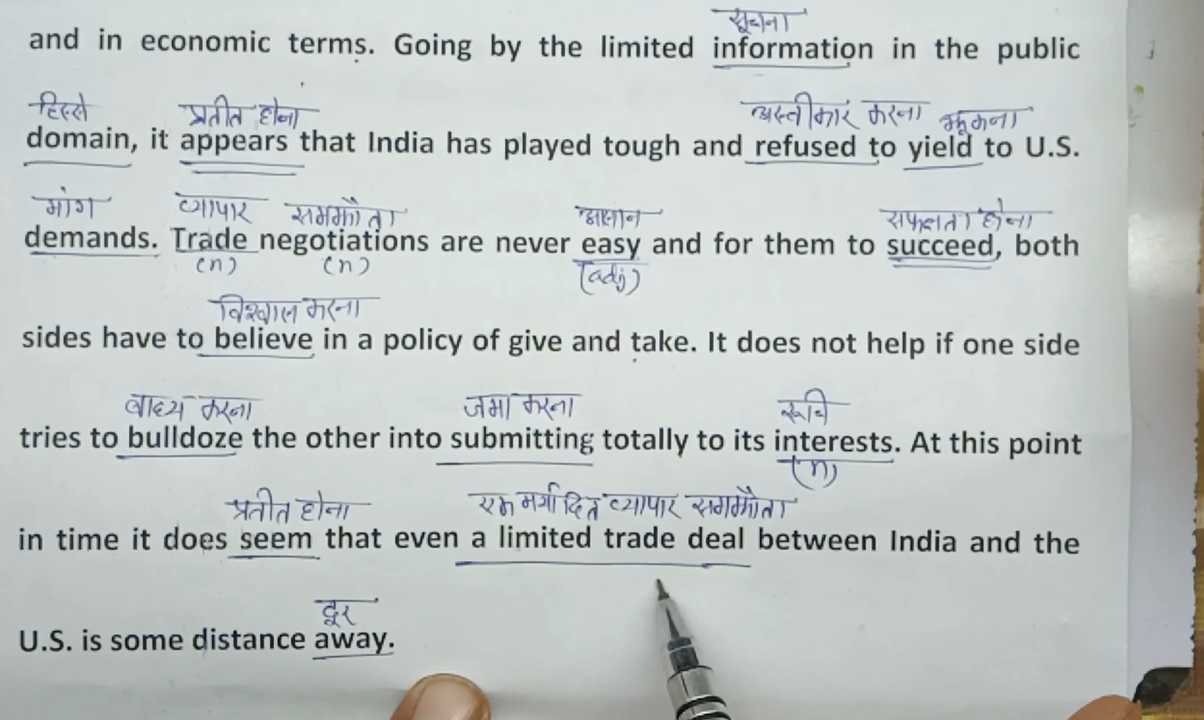 सूचना
and in economic terms. Going by the limited information in the public
हिस्से प्रतीत होना अस्वीकार करना झूकना
domain, it appears that India has played tough and refused to yield to U.S.
मांग व्यापार समझौता आसान सफलता होना
demands. Trade negotiations are never easy and for them to succeed, both
(n) (n) (adj)
विश्वास करना
sides have to believe in a policy of give and take. It does not help if one side
बाध्य करना जमा करना रूचि
tries to bulldoze the other into submitting totally to its interests. At this point
(n)
प्रतीत होना एक मर्यादित व्यापार समझौता
in time it does seem that even a limited trade deal between India and the
दूर
U.S. is some distance away.